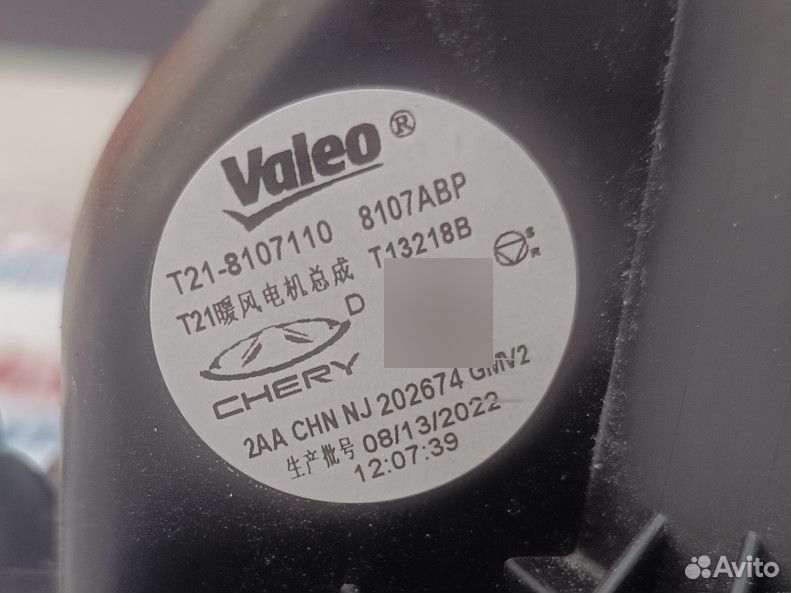 Valeo®
T21-8107110 8107ABP
T21暖风电机总成 T13218B
S
R
D
CHERY
2AA CHN NJ 202674 GMV2
生产批号 08/13/2022
12:07:39
Avito